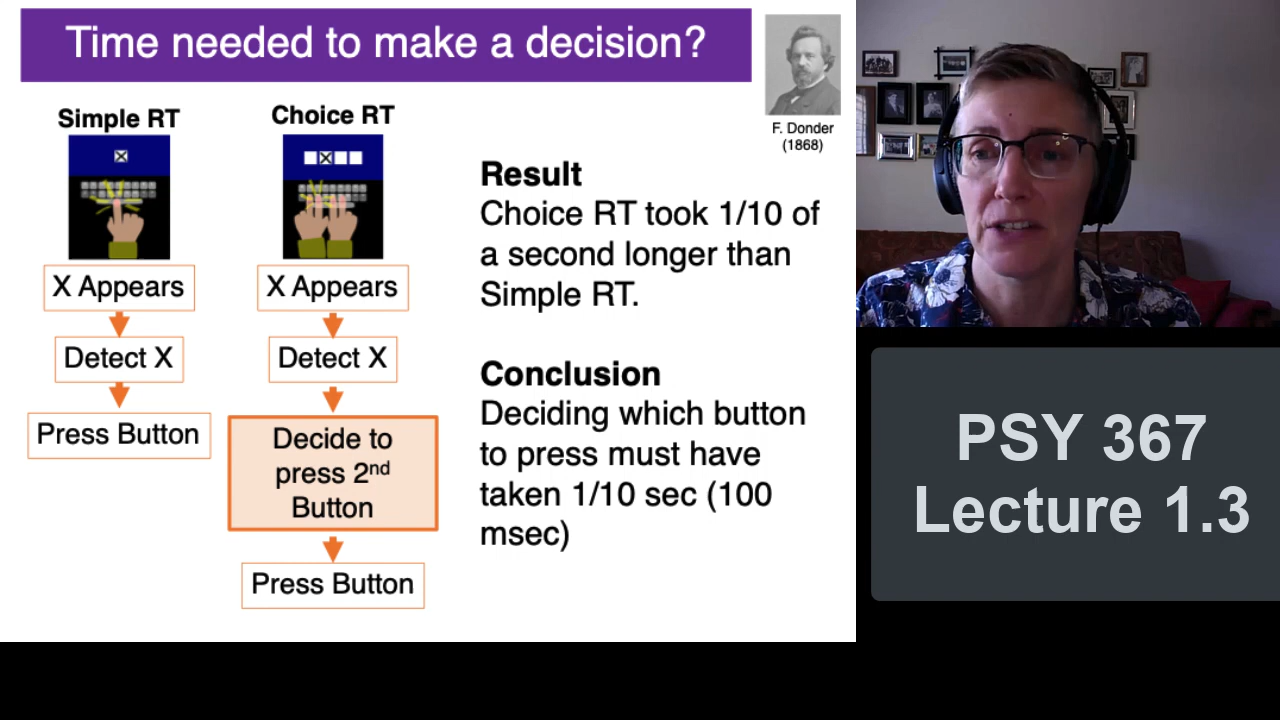 Time needed to make a decision?
F. Donder
(1868)
Simple RT
X Appears
Detect X
Press Button
Choice RT
X Appears
Detect X
Decide to
press 2nd
Button
Press Button
Result
Choice RT took 1/10 of
a second longer than
Simple RT.
Conclusion
Deciding which button
to press must have
taken 1/10 sec (100
msec)
PSY 367
Lecture 1.3